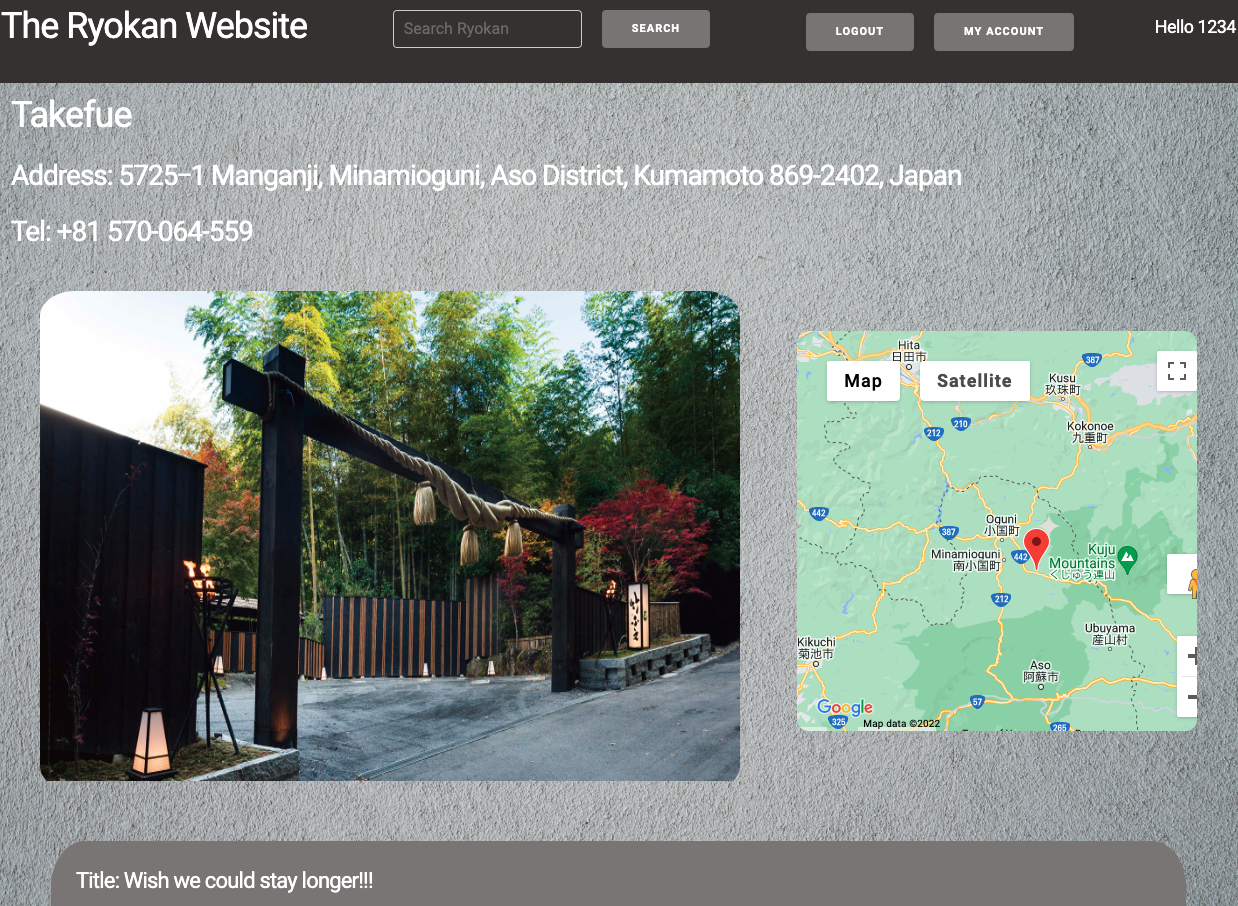 The Ryokan Website
Search Ryokan
SEARCH
LOGOUT
MY ACCOUNT
Hello 1234
Takefue
Address: 5725−1 Manganji, Minamioguni, Aso District, Kumamoto 869-2402, Japan
Tel: +81 570-064-559
Map
Satellite
Hita
日田市
387
Kusu
玖珠町
210
212
Kokonoe
九重町
442
387
Oguni
小国町
Minamioguni
南小国町
442
Kuju
Mountains
くじゅう連山
212
Ubuyama
産山村
Kikuchi
菊池市
Aso
阿蘇市
57
Google
325
Map data ©2022
265
Title: Wish we could stay longer!!!